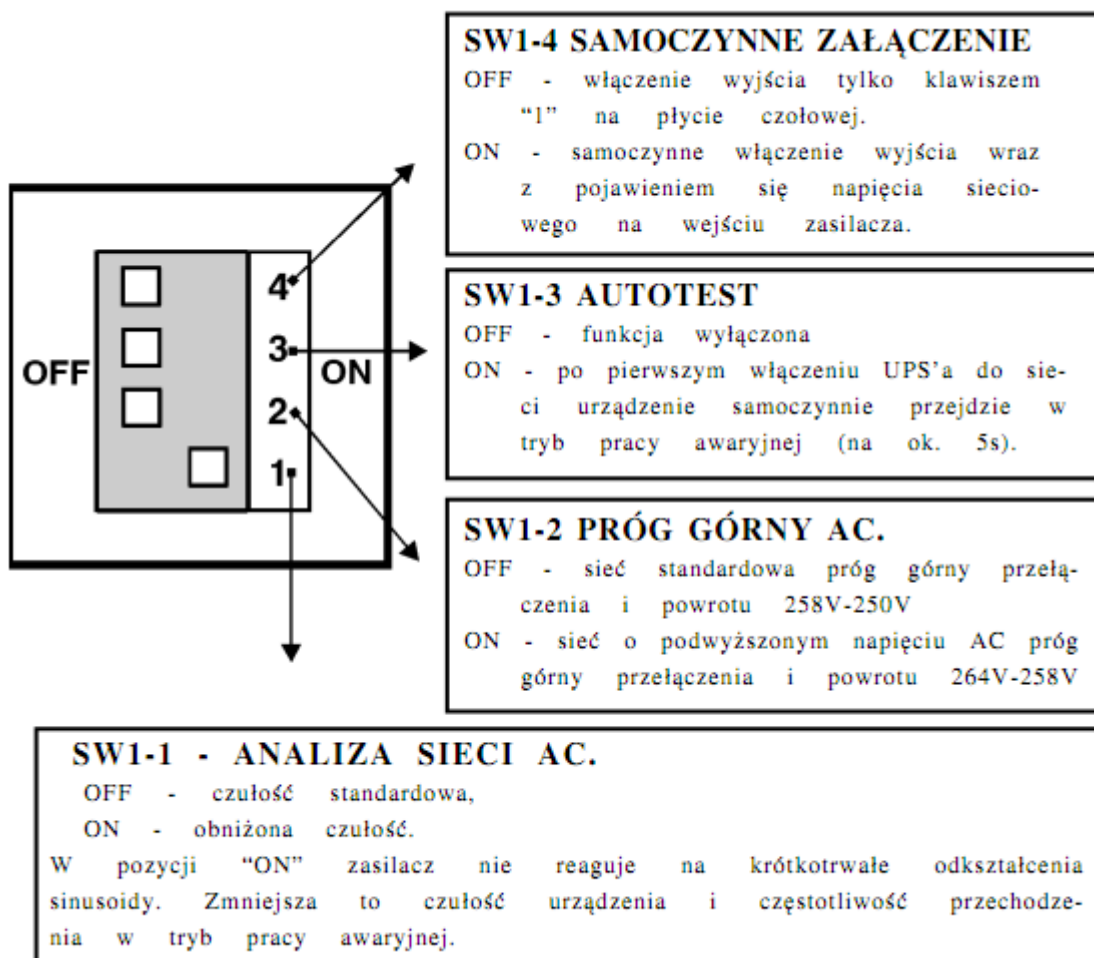 SW1-4 SAMOCZYNNE ZAŁĄCZENIE
OFF - włączenie wyjścia tylko klawiszem
“1” na płycie czołowej.
ON - samoczynne włączenie wyjścia wraz
z pojawieniem się napięcia siecio-
wego na wejściu zasilacza.
OFF
4
3
2
1
ON
SW1-3 AUTOTEST
OFF - funkcja wyłączona
ON - po pierwszym włączeniu UPS'a do sie-
ci urządzenie samoczynnie przejdzie w
tryb pracy awaryjnej (na ok. 5s).
SW1-2 PRÓG GÓRNY AC.
OFF - sieć standardowa próg górny przełą-
czenia i powrotu 258V-250V
ON - sieć o podwyższonym napięciu AC próg
górny przełączenia i powrotu 264V-258V
SW1-1 - ANALIZA SIECI AC.
OFF - czułość standardowa,
ON - obniżona czułość.
W pozycji “ON” zasilacz nie reaguje na krótkotrwałe odkształcenia
sinusoidy. Zmniejsza to czułość urządzenia i częstotliwość przechodze-
nia w tryb pracy awaryjnej.